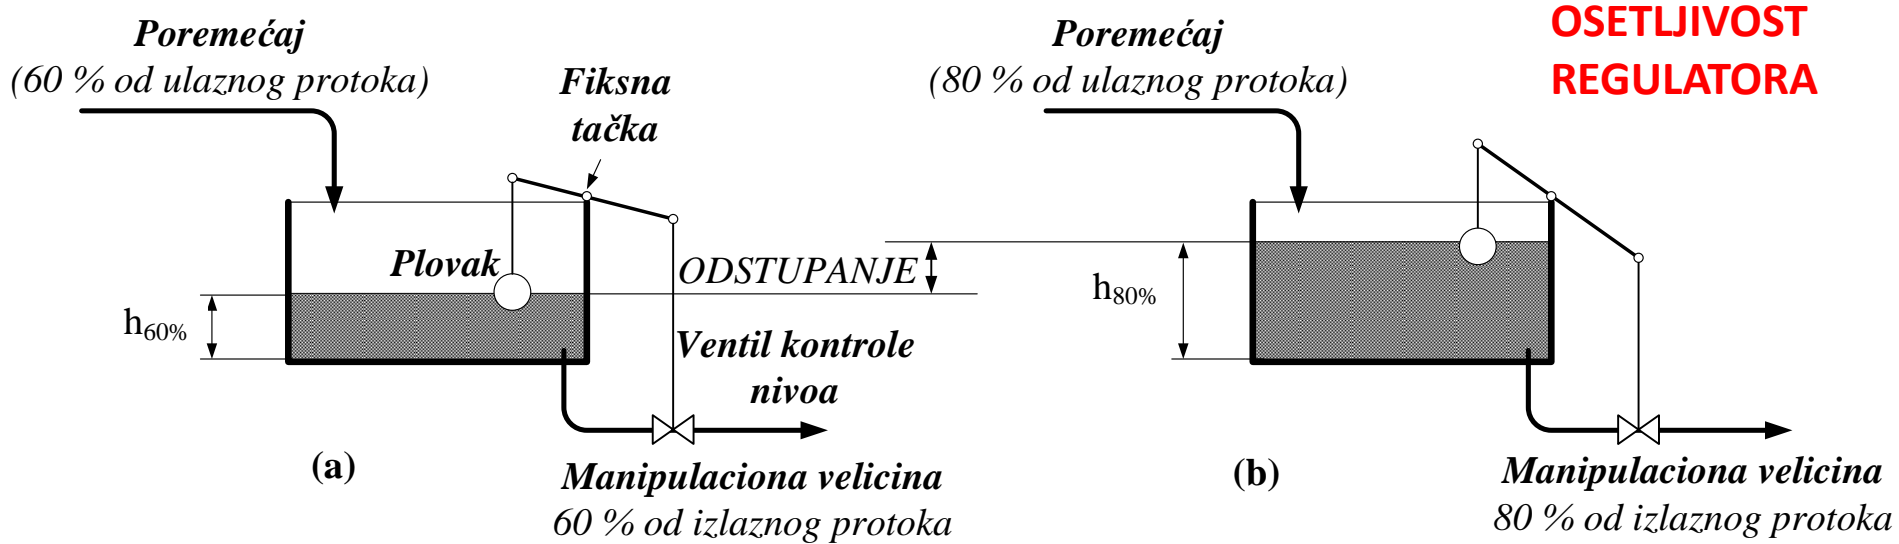 OSETLJIVOST
REGULATORA
Poremećaj
(60 % od ulaznog protoka)
Fiksna
tačka
Plovak
h60%
ODSTUPANJE
Ventil kontrole
nivoa
(a)
Manipulaciona velicina
60 % od izlaznog protoka
Poremećaj
(80 % od ulaznog protoka)
h80%
(b)
Manipulaciona velicina
80 % od izlaznog protoka